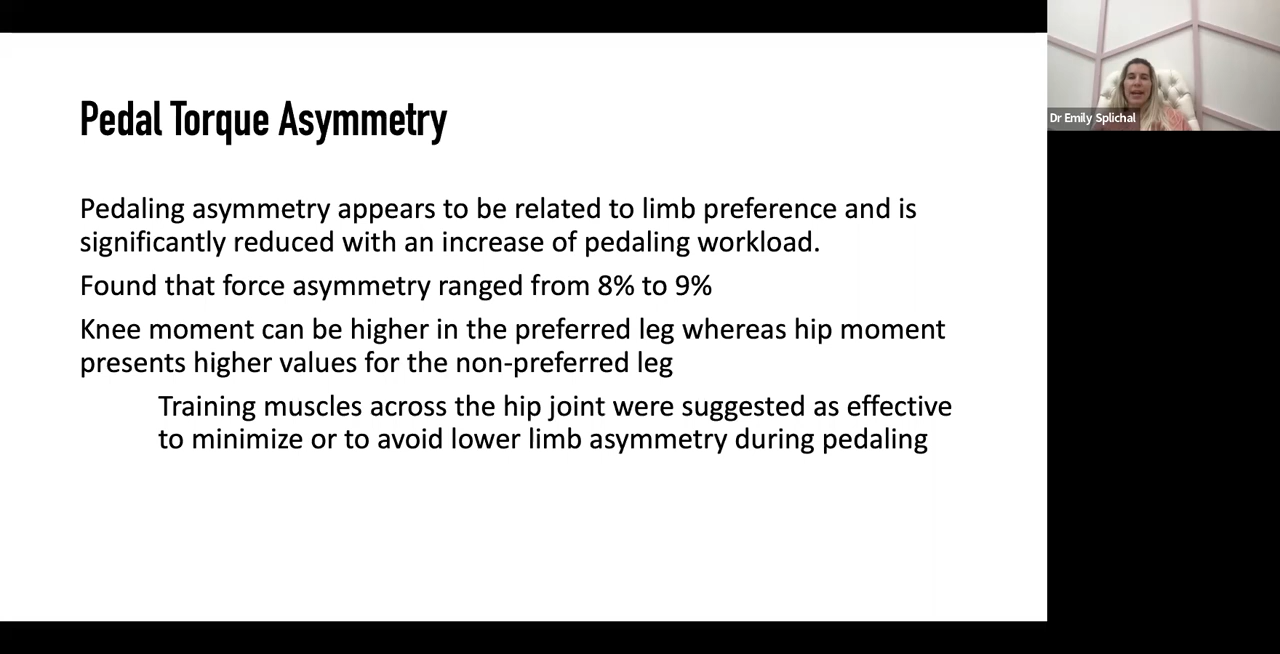 Pedal Torque Asymmetry
Pedaling asymmetry appears to be related to limb preference and is
significantly reduced with an increase of pedaling workload.
Found that force asymmetry ranged from 8% to 9%
Knee moment can be higher in the preferred leg whereas hip moment
presents higher values for the non-preferred leg
Training muscles across the hip joint were suggested as effective
to minimize or to avoid lower limb asymmetry during pedaling
Dr Emily Splichal